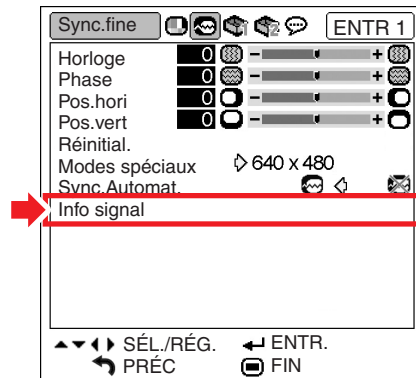 Sync.fine ENTR 1
Horloge 0 - +
Phase 0 - +
Pos.hori 0 - +
Pos.vert 0 - +
Réinitial.
Modes spéciaux 640 x 480
Sync.Automat.
Info signal
SÉL./RÉG. ENTR.
PRÉC FIN